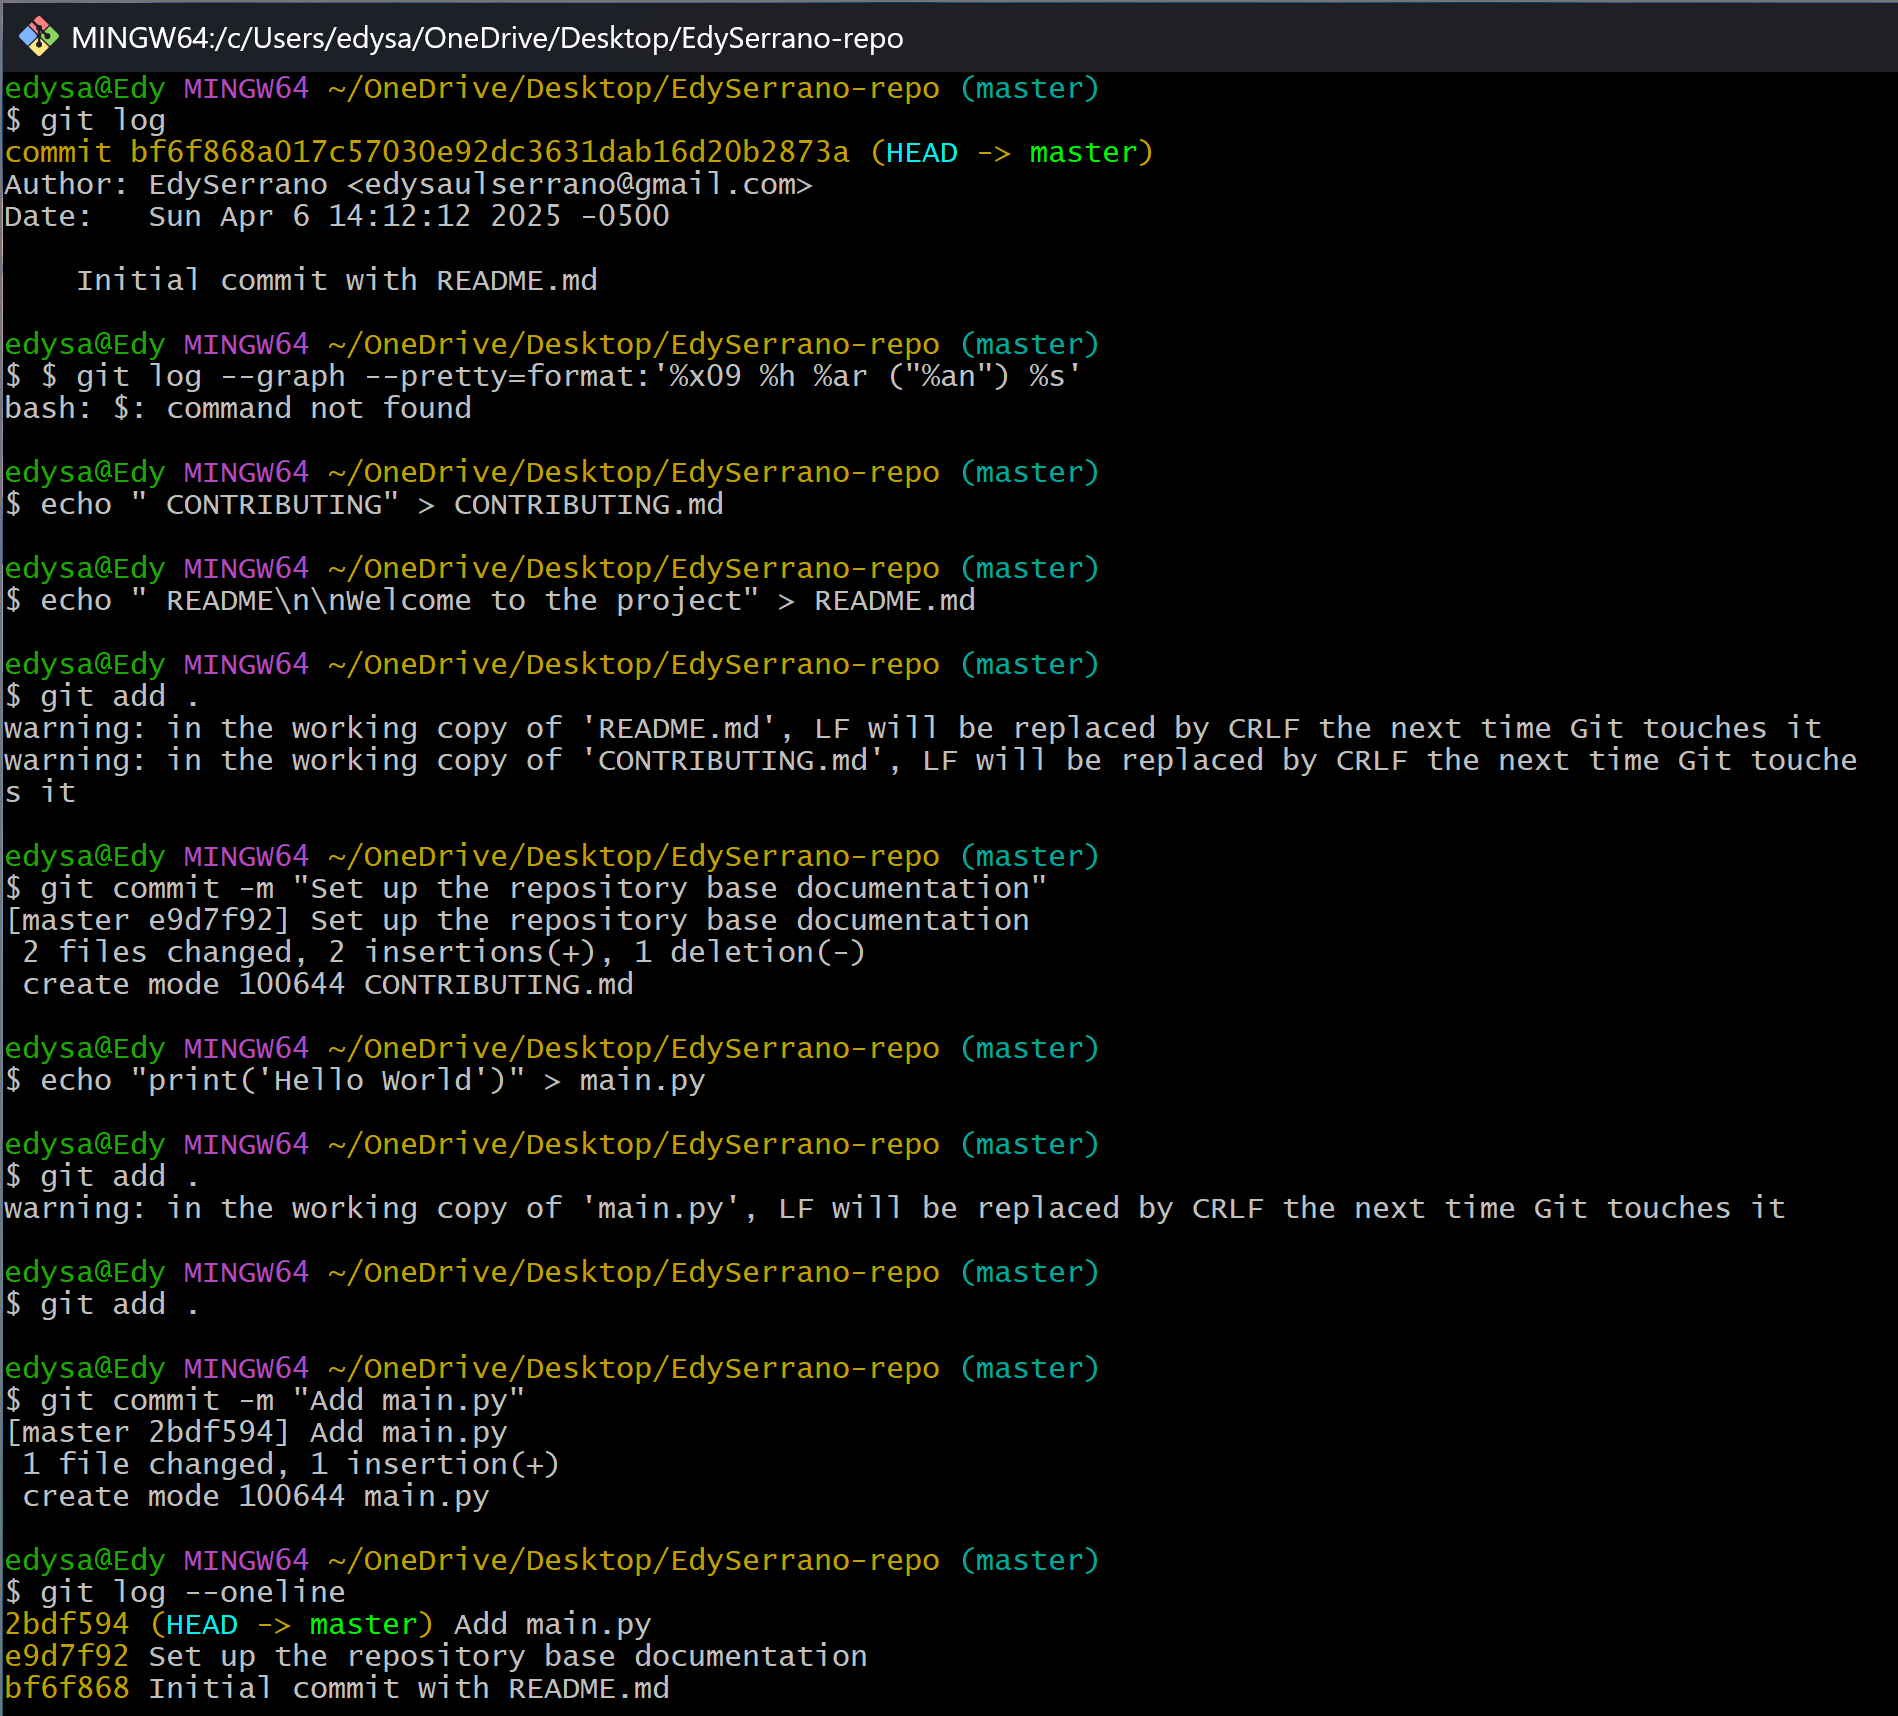 MINGW64:/c/Users/edysa/OneDrive/Desktop/EdySerrano-repo
edysa@Edy MINGW64 ~/OneDrive/Desktop/EdySerrano-repo (master)
$ git log
commit bf6f868a017c57030e92dc3631dab16d20b2873a (HEAD -> master)
Author: EdySerrano <edysaulserrano@gmail.com>
Date:   Sun Apr 6 14:12:12 2025 -0500
    Initial commit with README.md
edysa@Edy MINGW64 ~/OneDrive/Desktop/EdySerrano-repo (master)
$ $ git log --graph --pretty=format:'%x09 %h %ar ("%an") %s'
bash: $: command not found
edysa@Edy MINGW64 ~/OneDrive/Desktop/EdySerrano-repo (master)
$ echo " CONTRIBUTING" > CONTRIBUTING.md
edysa@Edy MINGW64 ~/OneDrive/Desktop/EdySerrano-repo (master)
$ echo " README\n\nWelcome to the project" > README.md
edysa@Edy MINGW64 ~/OneDrive/Desktop/EdySerrano-repo (master)
$ git add .
warning: in the working copy of 'README.md', LF will be replaced by CRLF the next time Git touches it
warning: in the working copy of 'CONTRIBUTING.md', LF will be replaced by CRLF the next time Git touche
s it
edysa@Edy MINGW64 ~/OneDrive/Desktop/EdySerrano-repo (master)
$ git commit -m "Set up the repository base documentation"
[master e9d7f92] Set up the repository base documentation
 2 files changed, 2 insertions(+), 1 deletion(-)
 create mode 100644 CONTRIBUTING.md
edysa@Edy MINGW64 ~/OneDrive/Desktop/EdySerrano-repo (master)
$ echo "print('Hello World')" > main.py
edysa@Edy MINGW64 ~/OneDrive/Desktop/EdySerrano-repo (master)
$ git add .
warning: in the working copy of 'main.py', LF will be replaced by CRLF the next time Git touches it
edysa@Edy MINGW64 ~/OneDrive/Desktop/EdySerrano-repo (master)
$ git add .
edysa@Edy MINGW64 ~/OneDrive/Desktop/EdySerrano-repo (master)
$ git commit -m "Add main.py"
[master 2bdf594] Add main.py
 1 file changed, 1 insertion(+)
 create mode 100644 main.py
edysa@Edy MINGW64 ~/OneDrive/Desktop/EdySerrano-repo (master)
$ git log --oneline
2bdf594 (HEAD -> master) Add main.py
e9d7f92 Set up the repository base documentation
bf6f868 Initial commit with README.md